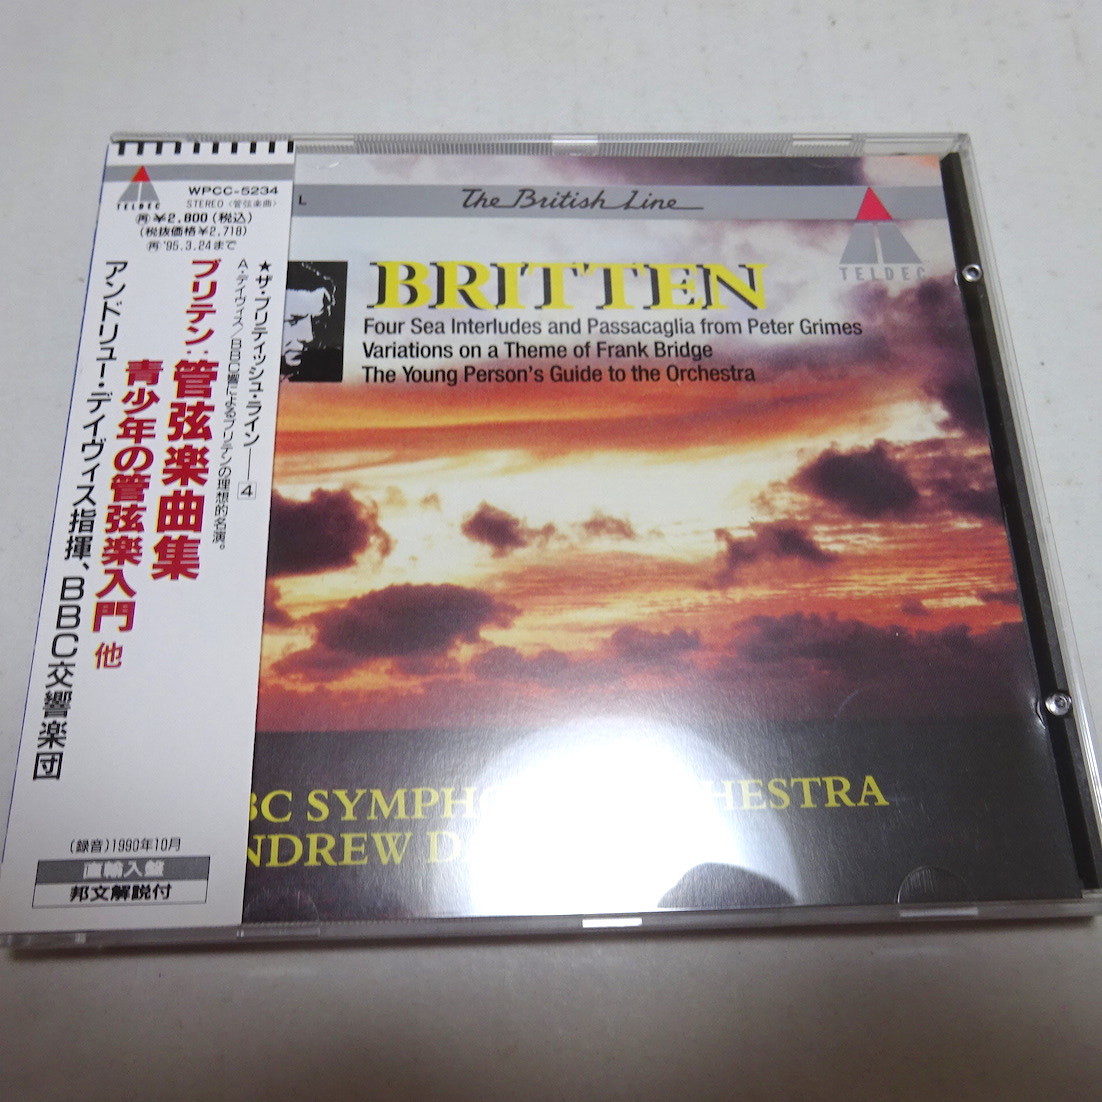 TELDEC
WPCC-5234
STEREO〈管弦楽曲〉
再¥2,800(税込)
(税抜価格¥2,718)
再'95.3.24まで
★ザ・ブリティッシュ・ライン——4
A・デイヴィス/BBC響によるブリテンの理想的名演。
ブリテン:管弦楽曲集
青少年の管弦楽入門 他
アンドリュー・デイヴィス指揮、BBC交響楽団
(録音)1990年10月
直輸入盤
邦文解説付
L
The British Line
TELDEC
BRITTEN
Four Sea Interludes and Passacaglia from Peter Grimes
Variations on a Theme of Frank Bridge
The Young Person's Guide to the Orchestra
BC SYMPH HESTRA
NDREW D